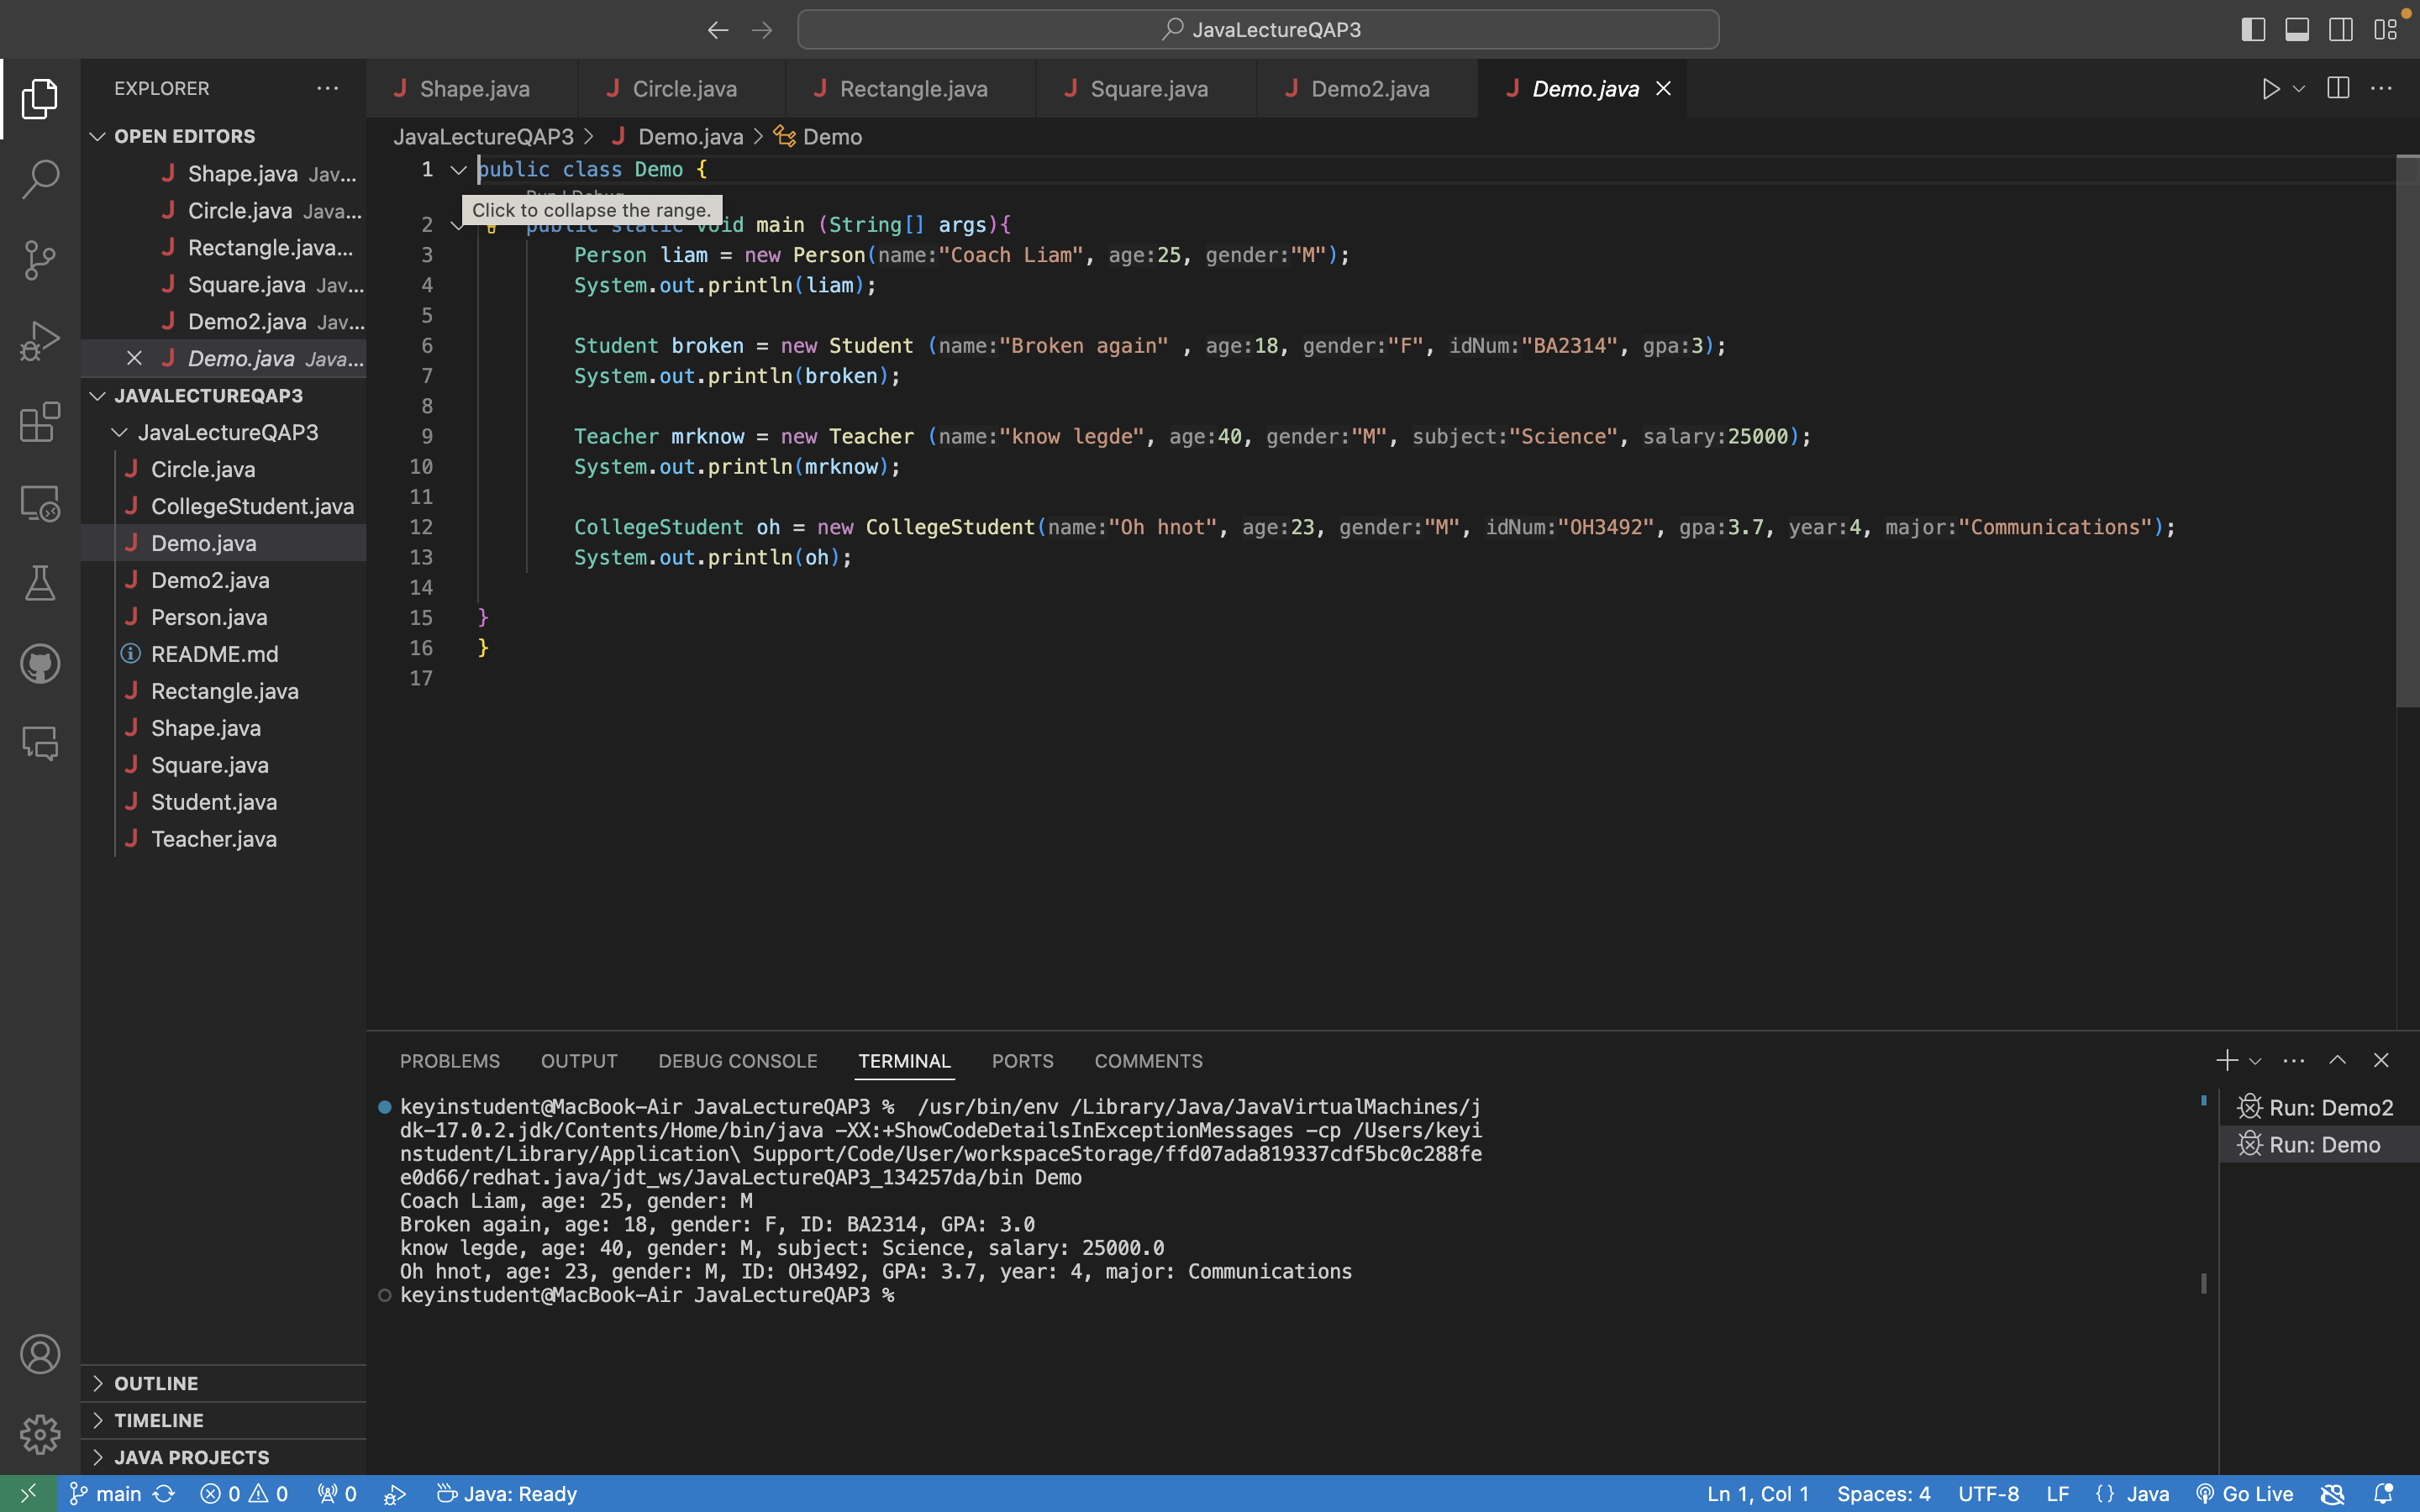 JavaLectureQAP3
EXPLORER
OPEN EDITORS
Shape.java Jav...
Circle.java Java...
Rectangle.java...
Square.java Jav...
Demo2.java Jav...
Demo.java Java...
JAVALECTUREQAP3
JavaLectureQAP3
Circle.java
CollegeStudent.java
Demo.java
Demo2.java
Person.java
README.md
Rectangle.java
Shape.java
Square.java
Student.java
Teacher.java
OUTLINE
TIMELINE
JAVA PROJECTS
Shape.java Circle.java Rectangle.java Square.java Demo2.java Demo.java
JavaLectureQAP3 > Demo.java > Demo
1 public class Demo {
Run | Debug
Click to collapse the range.
2 public static void main (String[] args){
3 Person liam = new Person(name:"Coach Liam", age:25, gender:"M");
4 System.out.println(liam);
5
6 Student broken = new Student (name:"Broken again" , age:18, gender:"F", idNum:"BA2314", gpa:3);
7 System.out.println(broken);
8
9 Teacher mrknow = new Teacher (name:"know legde", age:40, gender:"M", subject:"Science", salary:25000);
10 System.out.println(mrknow);
11
12 CollegeStudent oh = new CollegeStudent(name:"Oh hnot", age:23, gender:"M", idNum:"OH3492", gpa:3.7, year:4, major:"Communications");
13 System.out.println(oh);
14
15 }
16 }
17
PROBLEMS OUTPUT DEBUG CONSOLE TERMINAL PORTS COMMENTS
keyinstudent@MacBook-Air JavaLectureQAP3 % /usr/bin/env /Library/Java/JavaVirtualMachines/j
dk-17.0.2.jdk/Contents/Home/bin/java -XX:+ShowCodeDetailsInExceptionMessages -cp /Users/keyi
nstudent/Library/Application\ Support/Code/User/workspaceStorage/ffd07ada819337cdf5bc0c288fe
e0d66/redhat.java/jdt_ws/JavaLectureQAP3_134257da/bin Demo
Coach Liam, age: 25, gender: M
Broken again, age: 18, gender: F, ID: BA2314, GPA: 3.0
know legde, age: 40, gender: M, subject: Science, salary: 25000.0
Oh hnot, age: 23, gender: M, ID: OH3492, GPA: 3.7, year: 4, major: Communications
keyinstudent@MacBook-Air JavaLectureQAP3 %
Run: Demo2
Run: Demo
main 0 0 0 Java: Ready Ln 1, Col 1 Spaces: 4 UTF-8 LF {} Java Go Live